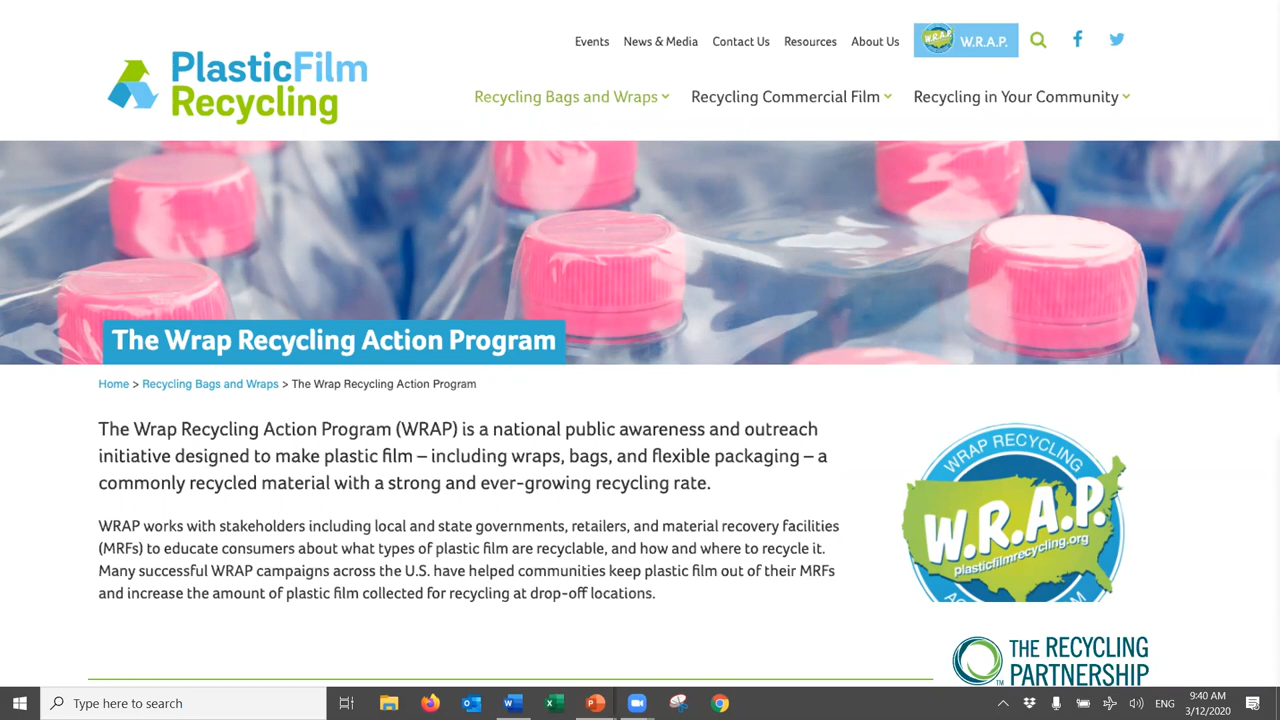 Events News & Media Contact Us Resources About Us W.R.A.P. W.R.A.P.
PlasticFilm
Recycling
Recycling Bags and Wraps Recycling Commercial Film Recycling in Your Community
The Wrap Recycling Action Program
Home > Recycling Bags and Wraps > The Wrap Recycling Action Program
The Wrap Recycling Action Program (WRAP) is a national public awareness and outreach
initiative designed to make plastic film – including wraps, bags, and flexible packaging – a
commonly recycled material with a strong and ever-growing recycling rate.
WRAP works with stakeholders including local and state governments, retailers, and material recovery facilities
(MRFs) to educate consumers about what types of plastic film are recyclable, and how and where to recycle it.
Many successful WRAP campaigns across the U.S. have helped communities keep plastic film out of their MRFs
and increase the amount of plastic film collected for recycling at drop-off locations.
WRAP RECYCLING
W.R.A.P.
plasticfilmrecycling.org
THE RECYCLING
PARTNERSHIP
TM
Type here to search
ENG
9:40 AM
3/12/2020